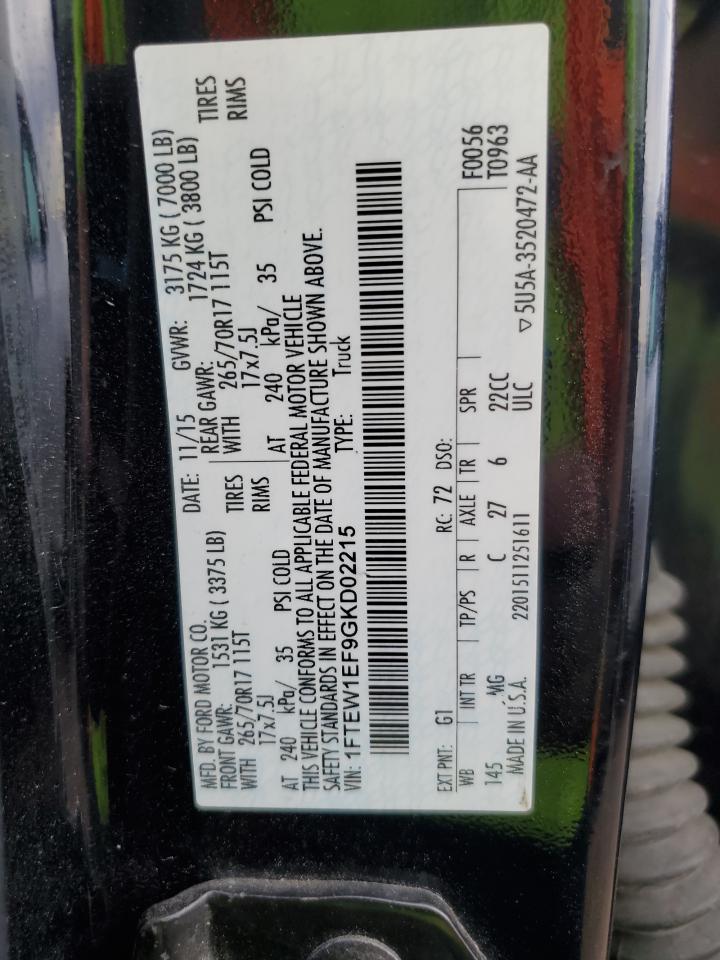 MFD. BY FORD MOTOR CO. DATE: 11/15 GVWR: 3175 KG ( 7000 LB)
FRONT GAWR: 1531 KG ( 3375 LB) REAR GAWR: 1724 KG ( 3800 LB)
WITH 265/70R17 115T TIRES WITH 265/70R17 115T TIRES
17x7.5J RIMS 17x7.5J RIMS
AT 240 kPa/ 35 PSI COLD AT 240 kPa/ 35 PSI COLD
THIS VEHICLE CONFORMS TO ALL APPLICABLE FEDERAL MOTOR VEHICLE
SAFETY STANDARDS IN EFFECT ON THE DATE OF MANUFACTURE SHOWN ABOVE.
VIN: 1FTEW1EF9GKD02215 TYPE: Truck
EXT PNT: G1 RC: 72 DSO: F0056
WB INT TR TP/PS R AXLE TR SPR T0963
145 MG C 27 6 22CC
MADE IN U.S.A. 2201511251611 ULC ▽5U5A-3520472-AA